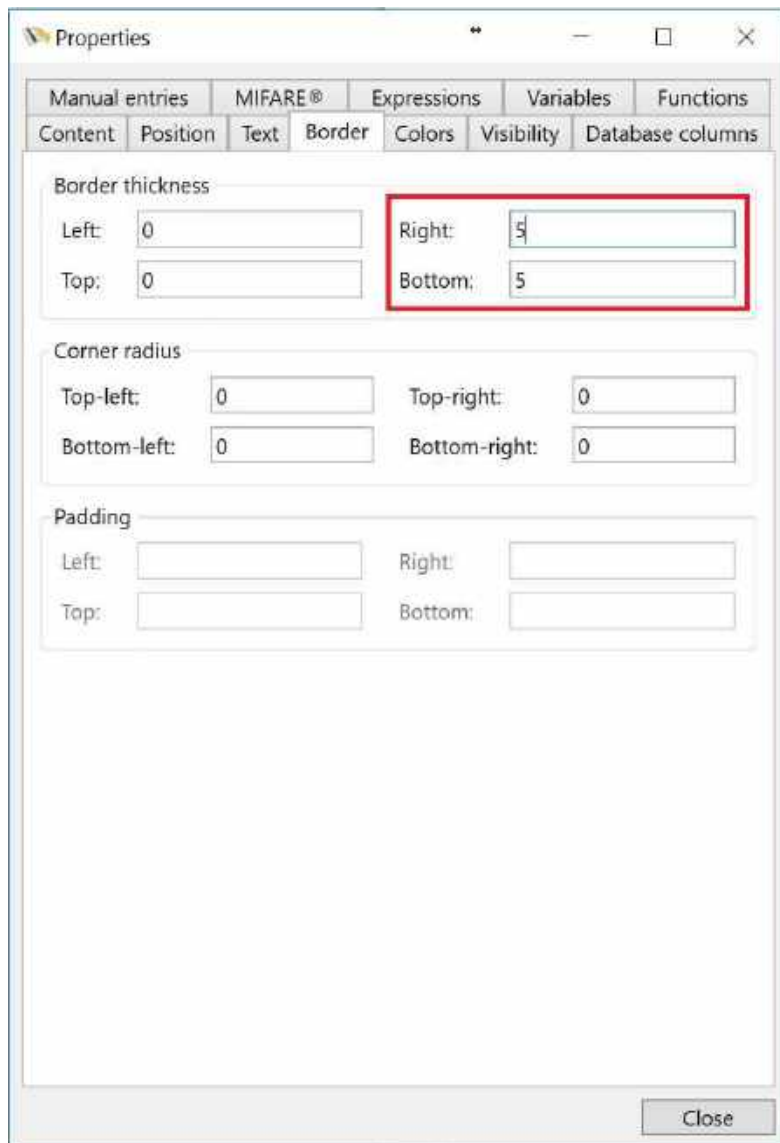 Properties
Manual entries MIFARE® Expressions Variables Functions
Content Position Text Border Colors Visibility Database columns
Border thickness
Left: 0 Right: 5
Top: 0 Bottom: 5
Corner radius
Top-left: 0 Top-right: 0
Bottom-left: 0 Bottom-right: 0
Padding
Left: Right:
Top: Bottom:
Close